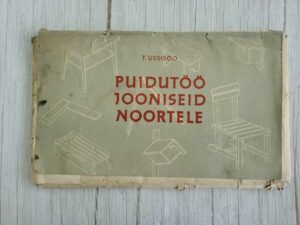 T. USSISOO
PUIDUTÖÖ
JOONISEID
NOORTELE